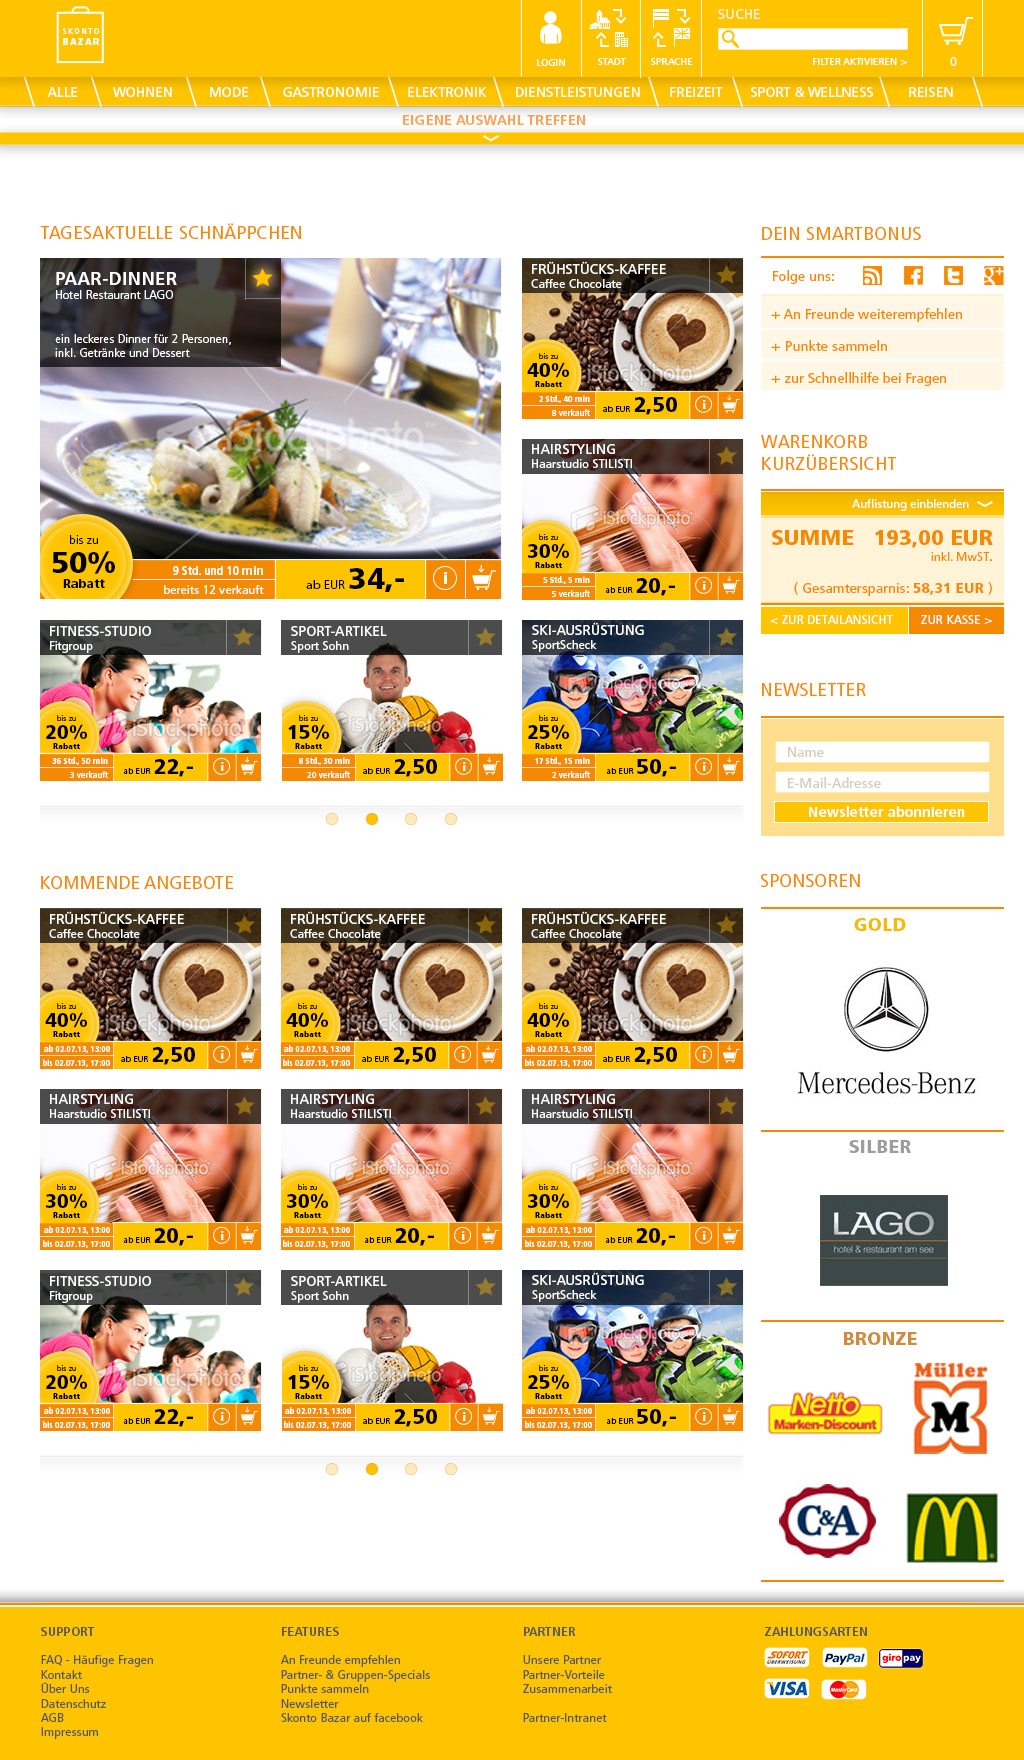 SKONTO
BAZAR
LOGIN
STADT
SPRACHE
SUCHE
FILTER AKTIVIEREN >
0
ALLE
WOHNEN
MODE
GASTRONOMIE
ELEKTRONIK
DIENSTLEISTUNGEN
FREIZEIT
SPORT & WELLNESS
REISEN
EIGENE AUSWAHL TREFFEN
TAGESAKTUELLE SCHNÄPPCHEN
PAAR-DINNER
Hotel Restaurant LAGO
ein leckeres Dinner für 2 Personen,
inkl. Getränke und Dessert
iStockphoto
bis zu
50%
Rabatt
9 Std. und 10 min
bereits 12 verkauft
ab EUR 34,-
FRÜHSTÜCKS-KAFFEE
Caffee Chocolate
iStockphoto
bis zu
40%
Rabatt
2 Std., 40 min
8 verkauft
ab EUR 2,50
HAIRSTYLING
Haarstudio STILISTI
iStockphoto
bis zu
30%
Rabatt
5 Std., 5 min
5 verkauft
ab EUR 20,-
FITNESS-STUDIO
Fitgroup
iStockphoto
bis zu
20%
Rabatt
36 Std., 50 min
3 verkauft
ab EUR 22,-
SPORT-ARTIKEL
Sport Sohn
iStockphoto
bis zu
15%
Rabatt
8 Std., 30 min
20 verkauft
ab EUR 2,50
SKI-AUSRÜSTUNG
SportScheck
iStockphoto
bis zu
25%
Rabatt
17 Std., 15 min
2 verkauft
ab EUR 50,-
KOMMENDE ANGEBOTE
FRÜHSTÜCKS-KAFFEE
Caffee Chocolate
iStockphoto
bis zu
40%
Rabatt
ab 02.07.13, 13:00
bis 02.07.13, 17:00
ab EUR 2,50
FRÜHSTÜCKS-KAFFEE
Caffee Chocolate
iStockphoto
bis zu
40%
Rabatt
ab 02.07.13, 13:00
bis 02.07.13, 17:00
ab EUR 2,50
FRÜHSTÜCKS-KAFFEE
Caffee Chocolate
iStockphoto
bis zu
40%
Rabatt
ab 02.07.13, 13:00
bis 02.07.13, 17:00
ab EUR 2,50
HAIRSTYLING
Haarstudio STILISTI
iStockphoto
bis zu
30%
Rabatt
ab 02.07.13, 13:00
bis 02.07.13, 17:00
ab EUR 20,-
HAIRSTYLING
Haarstudio STILISTI
iStockphoto
bis zu
30%
Rabatt
ab 02.07.13, 13:00
bis 02.07.13, 17:00
ab EUR 20,-
HAIRSTYLING
Haarstudio STILISTI
iStockphoto
bis zu
30%
Rabatt
ab 02.07.13, 13:00
bis 02.07.13, 17:00
ab EUR 20,-
FITNESS-STUDIO
Fitgroup
iStockphoto
bis zu
20%
Rabatt
ab 02.07.13, 13:00
bis 02.07.13, 17:00
ab EUR 22,-
SPORT-ARTIKEL
Sport Sohn
iStockphoto
bis zu
15%
Rabatt
ab 02.07.13, 13:00
bis 02.07.13, 17:00
ab EUR 2,50
SKI-AUSRÜSTUNG
SportScheck
iStockphoto
bis zu
25%
Rabatt
ab 02.07.13, 13:00
bis 02.07.13, 17:00
ab EUR 50,-
DEIN SMARTBONUS
Folge uns:
+ An Freunde weiterempfehlen
+ Punkte sammeln
+ zur Schnellhilfe bei Fragen
WARENKORB
KURZÜBERSICHT
Auflistung einblenden
SUMME 193,00 EUR
inkl. MwST.
( Gesamtersparnis: 58,31 EUR )
< ZUR DETAILANSICHT
ZUR KASSE >
NEWSLETTER
Name
E-Mail-Adresse
Newsletter abonnieren
SPONSOREN
GOLD
Mercedes-Benz
SILBER
LAGO
hotel & restaurant am see
BRONZE
Netto
Marken-Discount
Müller
M
C&A
M
SUPPORT
FAQ - Häufige Fragen
Kontakt
Über Uns
Datenschutz
AGB
Impressum
FEATURES
An Freunde empfehlen
Partner- & Gruppen-Specials
Punkte sammeln
Newsletter
Skonto Bazar auf facebook
PARTNER
Unsere Partner
Partner-Vorteile
Zusammenarbeit
Partner-Intranet
ZAHLUNGSARTEN
SOFORT
ÜBERWEISUNG
PayPal
giropay
VISA
MasterCard